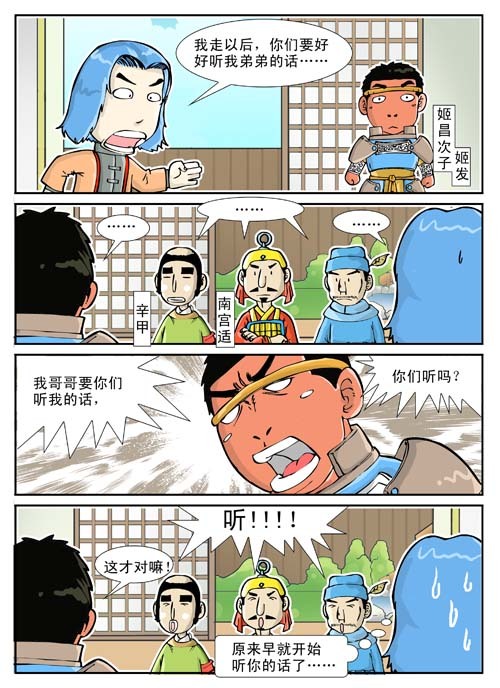 我走以后，你们要好
好听我弟弟的话……
姬昌次子
姬发
……
……
……
辛甲
南宫适
我哥哥要你们
听我的话，
你们听吗？
听！！！！
这才对嘛！
原来早就开始
听你的话了……